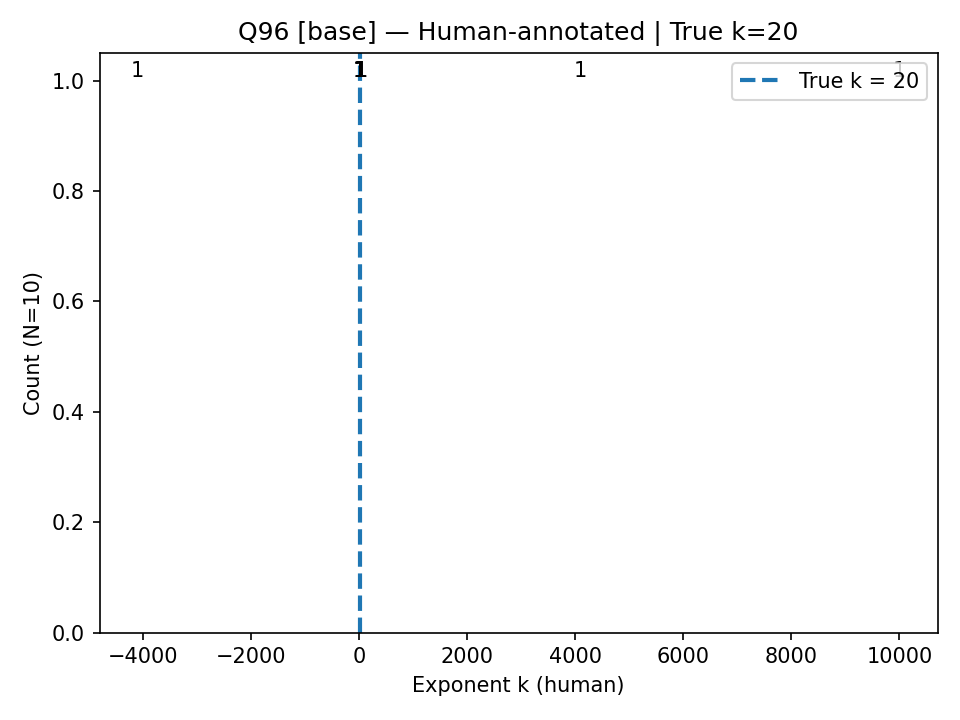 Q96 [base] — Human-annotated | True k=20
1 1 1 1
True k = 20
1.0
0.8
0.6
0.4
0.2
0.0
Count (N=10)
−4000 −2000 0 2000 4000 6000 8000 10000
Exponent k (human)